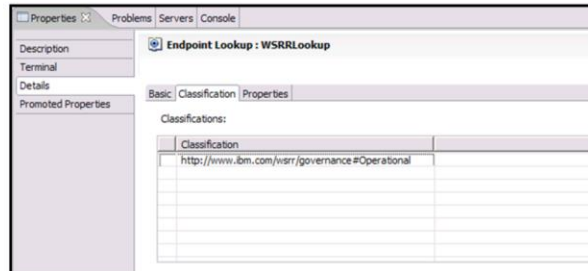 Properties Problems Servers Console
Description
Terminal
Details
Promoted Properties
Endpoint Lookup : WSRRLookup
Basic Classification Properties
Classifications:
Classification
http://www.ibm.com/wsrr/governance#Operational